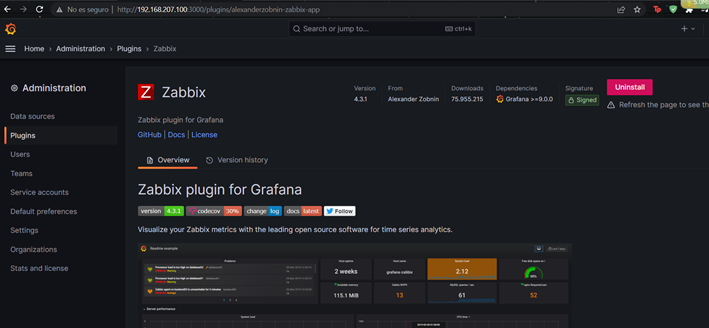 No es seguro | http://192.168.207.100:3000/plugins/alexanderzobnin-zabbix-app
Search or jump to... ctrl+k
Home > Administration > Plugins > Zabbix
Administration
Data sources
Plugins
Users
Teams
Service accounts
Default preferences
Settings
Organizations
Stats and license
Z Zabbix
Version
4.3.1
From
Alexander Zobnin
Downloads
75.955.215
Dependencies
Grafana >=9.0.0
Signature
Signed
Uninstall
Refresh the page to see th
Zabbix plugin for Grafana
GitHub | Docs | License
Overview Version history
Zabbix plugin for Grafana
version 4.3.1 codecov 30% change log docs latest Follow
Visualize your Zabbix metrics with the leading open source software for time series analytics.
2 weeks
grafana-zabbix
2.12
115.1 MiB
13
61
52
Server performance